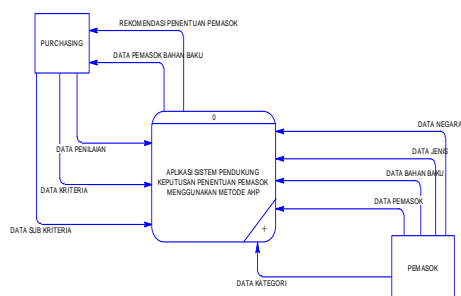 REKOMENDASI PENENTUAN PEMASOK
PURCHASING
DATA PEMASOK BAHAN BAKU
0
DATA NEGARA
DATA PENILAIAN
DATA JENIS
APLIKASI SISTEM PENDUKUNG
KEPUTUSAN PENENTUAN PEMASOK
MENGGUNAKAN METODE AHP
DATA BAHAN BAKU
DATA KRITERIA
DATA PEMASOK
DATA SUB KRITERIA
+
PEMASOK
DATA KATEGORI